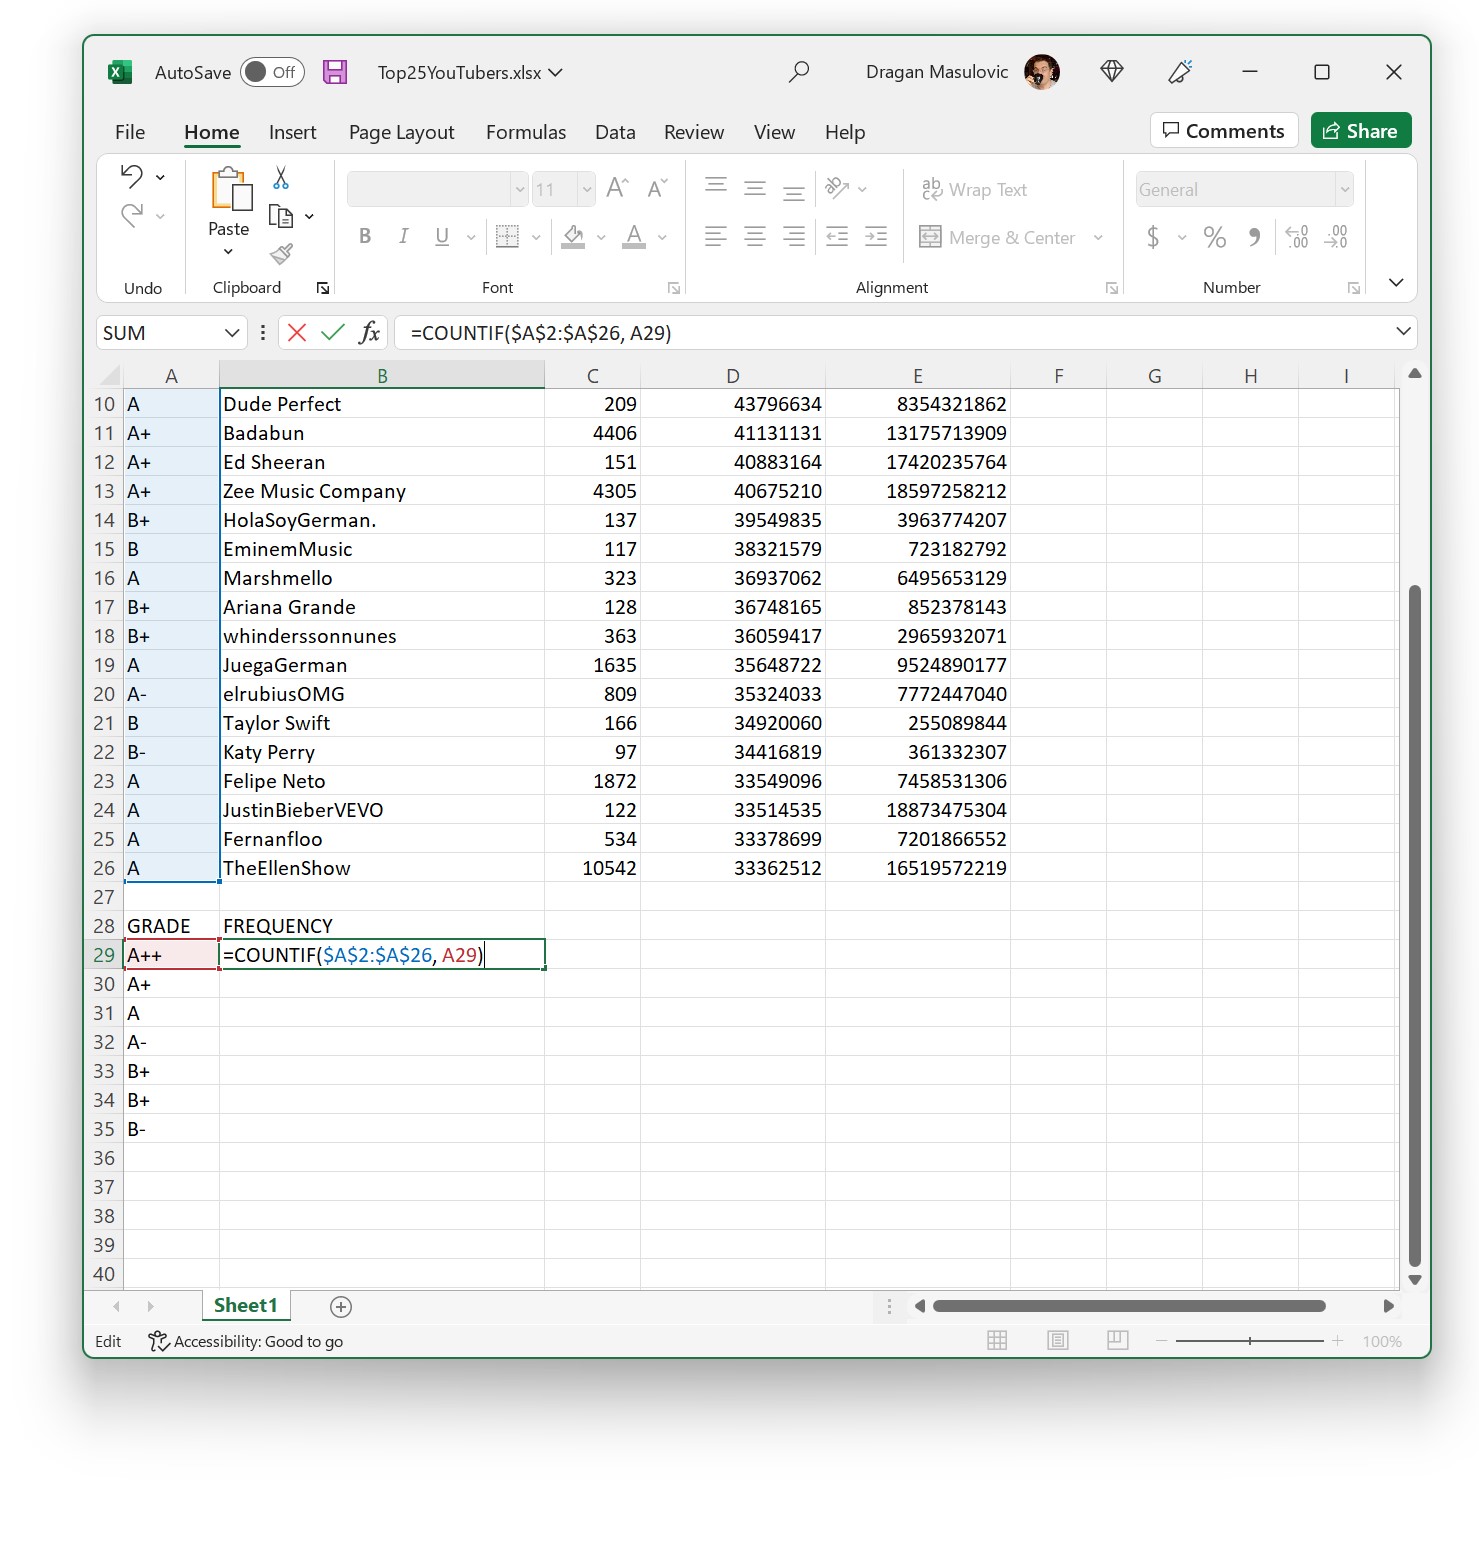 AutoSave Off Top25YouTubers.xlsx Dragan Masulovic
File Home Insert Page Layout Formulas Data Review View Help Comments Share
Paste 11 A A ab c Wrap Text General
B I U A Merge & Center $ % , ←0 .00 .00 →0
Undo Clipboard Font Alignment Number
SUM fx =COUNTIF($A$2:$A$26, A29)
A B C D E F G H I
10 A Dude Perfect 209 43796634 8354321862
11 A+ Badabun 4406 41131131 13175713909
12 A+ Ed Sheeran 151 40883164 17420235764
13 A+ Zee Music Company 4305 40675210 18597258212
14 B+ HolaSoyGerman. 137 39549835 3963774207
15 B EminemMusic 117 38321579 723182792
16 A Marshmello 323 36937062 6495653129
17 B+ Ariana Grande 128 36748165 852378143
18 B+ whinderssonnunes 363 36059417 2965932071
19 A JuegaGerman 1635 35648722 9524890177
20 A- elrubiusOMG 809 35324033 7772447040
21 B Taylor Swift 166 34920060 255089844
22 B- Katy Perry 97 34416819 361332307
23 A Felipe Neto 1872 33549096 7458531306
24 A JustinBieberVEVO 122 33514535 18873475304
25 A Fernanfloo 534 33378699 7201866552
26 A TheEllenShow 10542 33362512 16519572219
27
28 GRADE FREQUENCY
29 A++ =COUNTIF($A$2:$A$26, A29)
30 A+
31 A
32 A-
33 B+
34 B+
35 B-
36
37
38
39
40
Sheet1
Edit Accessibility: Good to go 100%